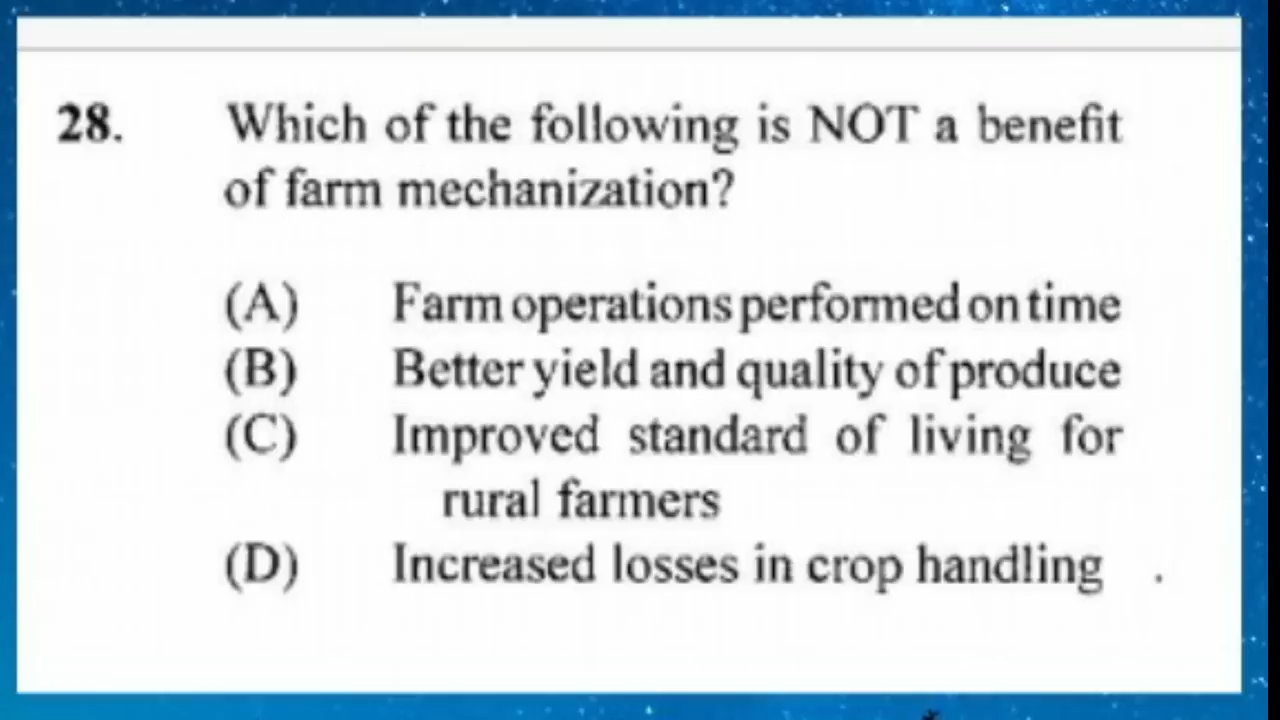 28. Which of the following is NOT a benefit
of farm mechanization?
(A) Farm operations performed on time
(B) Better yield and quality of produce
(C) Improved standard of living for
rural farmers
(D) Increased losses in crop handling .